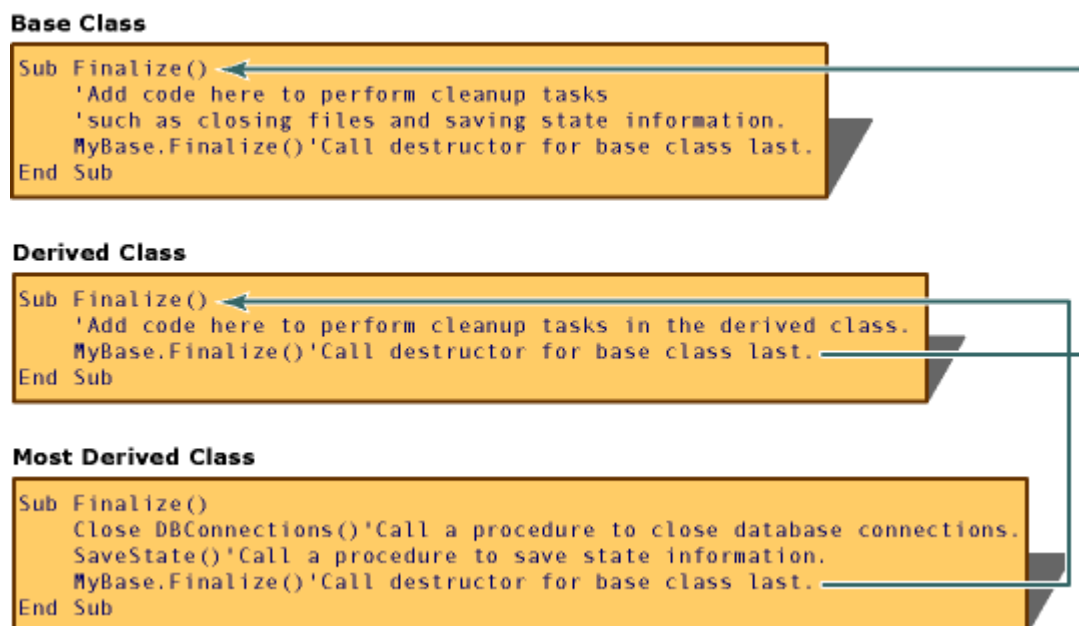 Base Class
Sub Finalize()
'Add code here to perform cleanup tasks
'such as closing files and saving state information.
MyBase.Finalize()'Call destructor for base class last.
End Sub
Derived Class
Sub Finalize()
'Add code here to perform cleanup tasks in the derived class.
MyBase.Finalize()'Call destructor for base class last.
End Sub
Most Derived Class
Sub Finalize()
Close DBConnections()'Call a procedure to close database connections.
SaveState()'Call a procedure to save state information.
MyBase.Finalize()'Call destructor for base class last.
End Sub